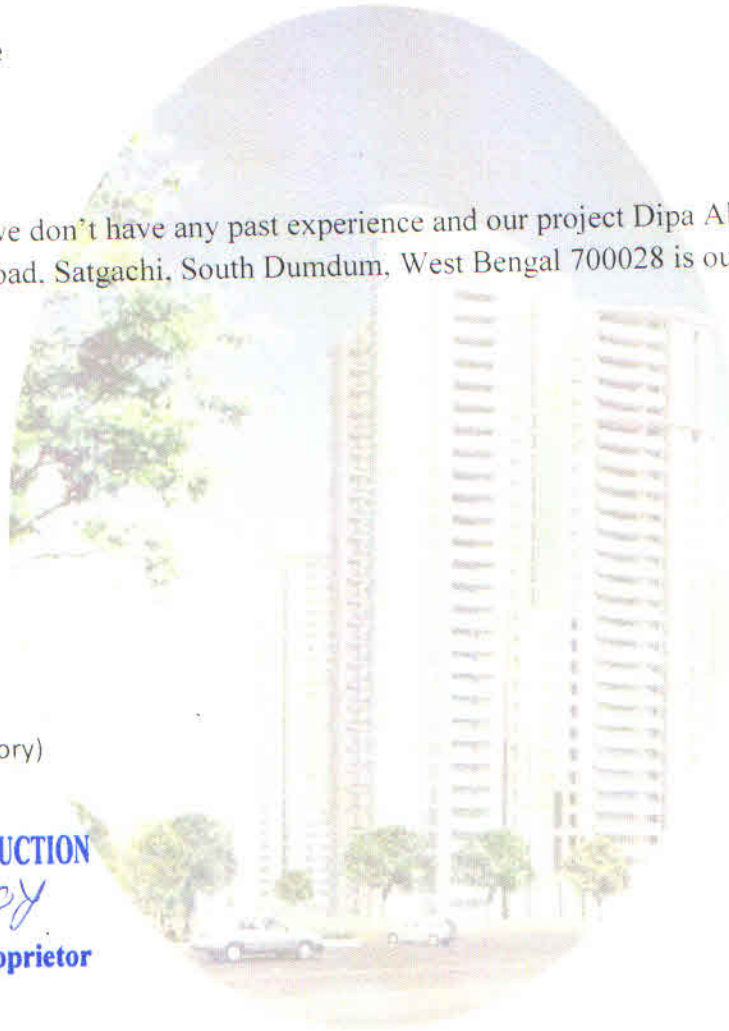 e
we don't have any past experience and our project Dipa A
oad, Satgachi, South Dumdum, West Bengal 700028 is ou
ory)
UCTION
oprietor